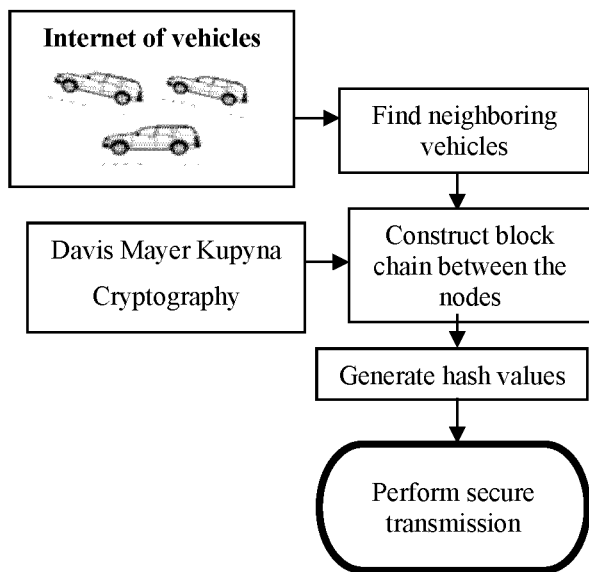 Internet of vehicles
Find neighboring
vehicles
Davis Mayer Kupyna
Cryptography
Construct block
chain between the
nodes
Generate hash values
Perform secure
transmission